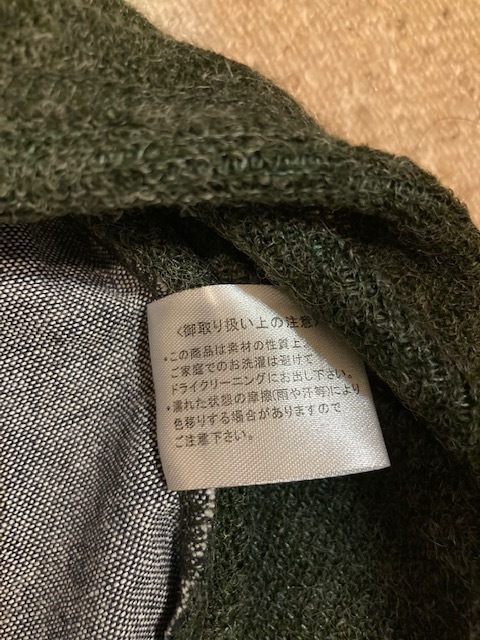 〈御取り扱い上の注意〉
・この商品は素材の性質上
ご家庭でのお洗濯は避けて
ドライクリーニングにお出し下さい。
・濡れた状態の摩擦(雨や汗等)により
色移りする場合がありますので
ご注意下さい。